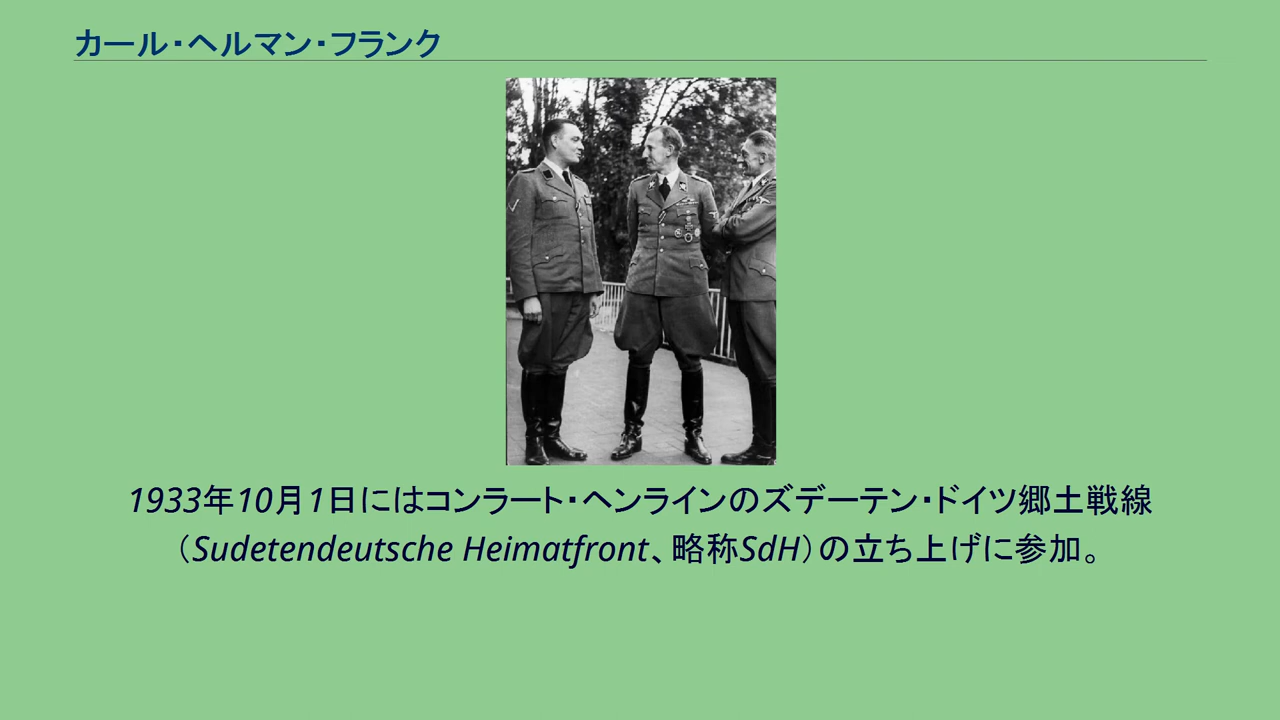 カール・ヘルマン・フランク
1933年10月1日にはコンラート・ヘンラインのズデーテン・ドイツ郷土戦線
（Sudetendeutsche Heimatfront、略称SdH）の立ち上げに参加。